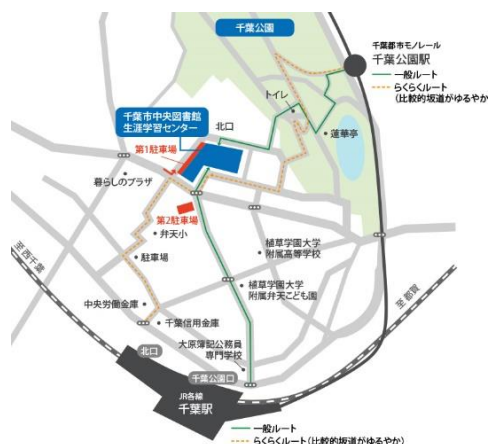 千葉公園
千葉都市モノレール
千葉公園駅
一般ルート
らくらくルート
(比較的坂道がゆるやか)
トイレ
蓮華亭
千葉市中央図書館
生涯学習センター
北口
第1駐車場
暮らしのプラザ
第2駐車場
弁天小
駐車場
植草学園大学
附属高等学校
至西千葉
植草学園大学
附属弁天こども園
至都賀
中央労働金庫
千葉信用金庫
大原簿記公務員
専門学校
北口
千葉公園口
JR各線
千葉駅
一般ルート
らくらくルート(比較的坂道がゆるやか)